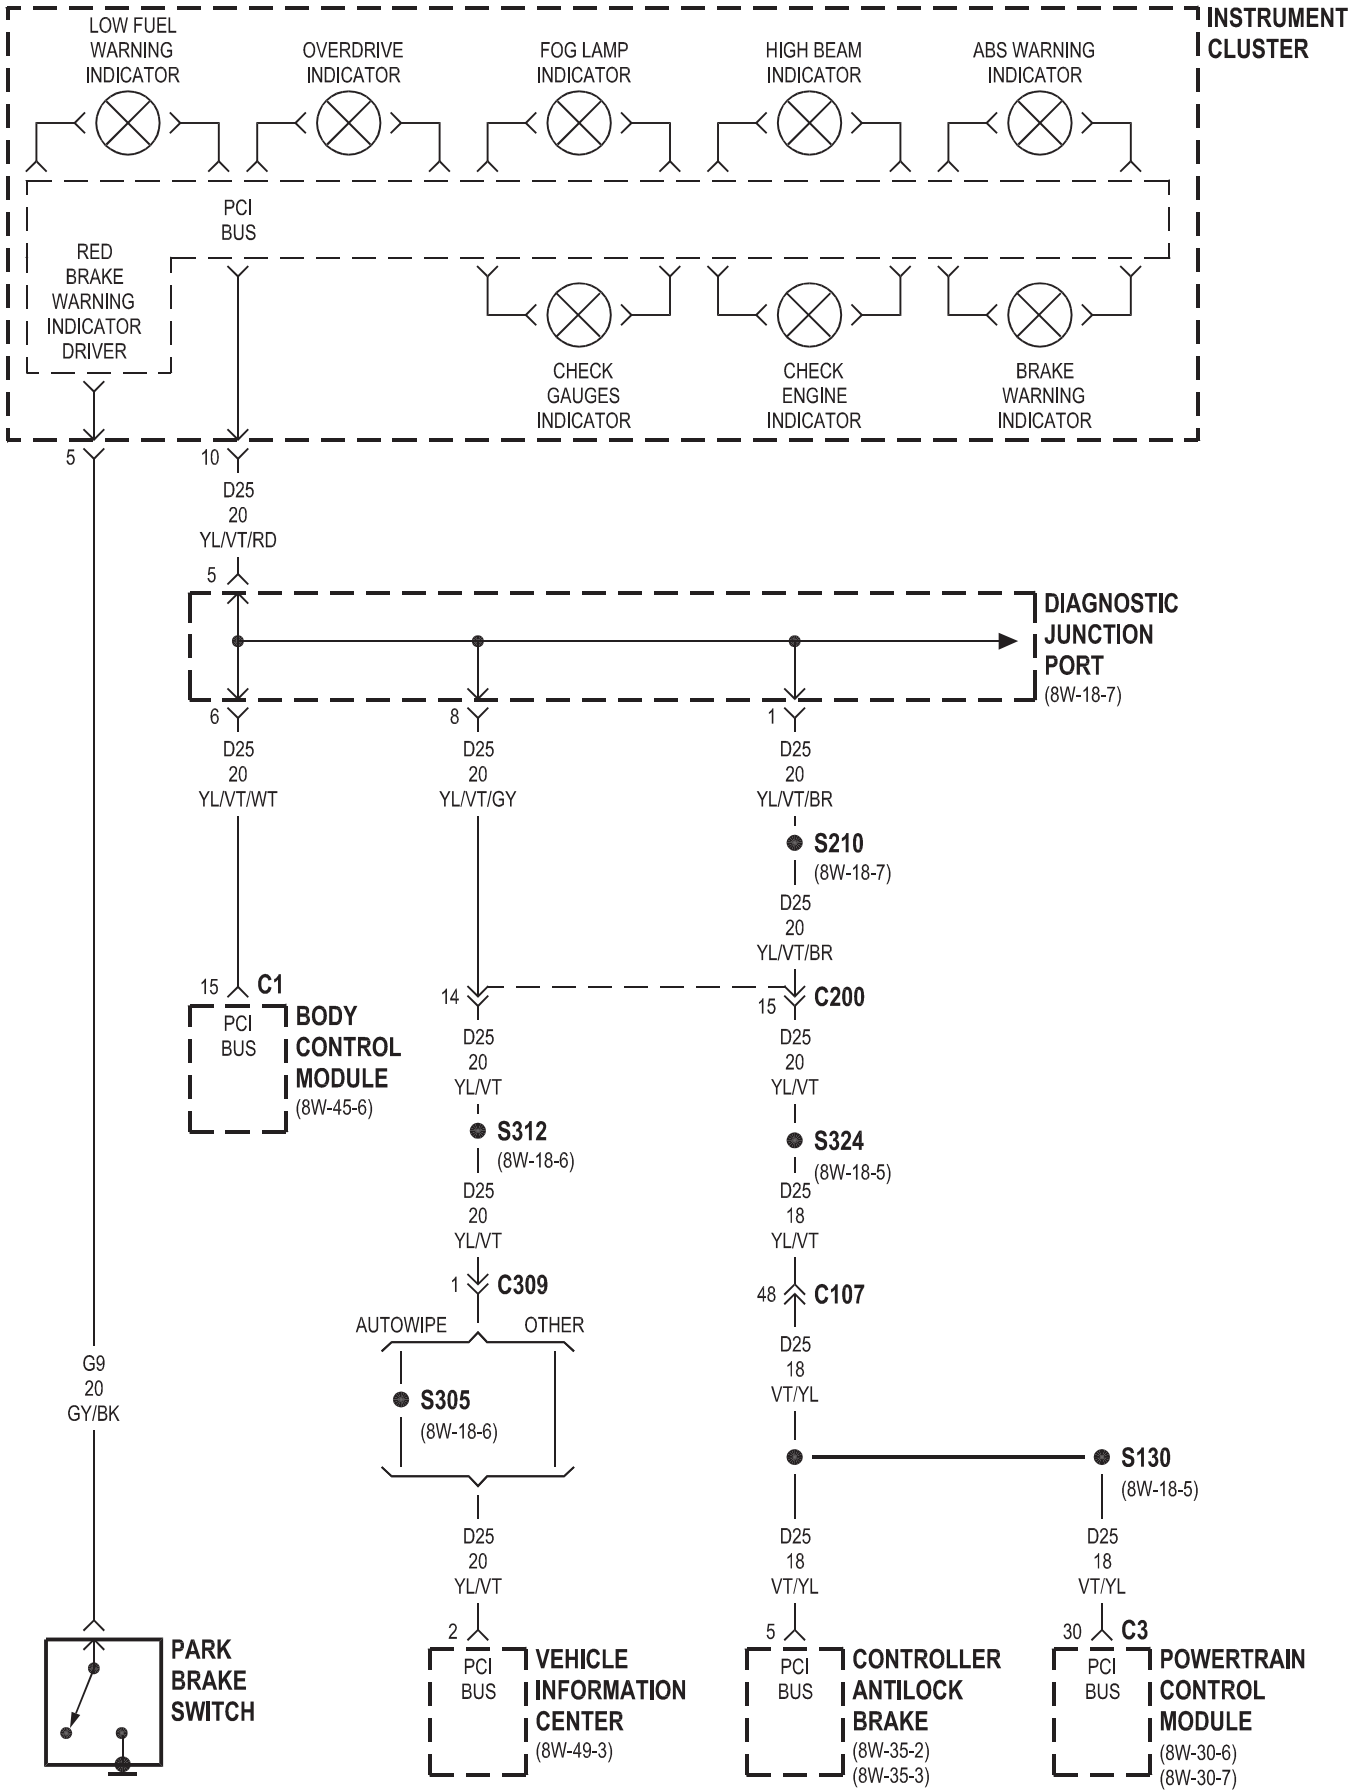 INSTRUMENT
CLUSTER
LOW FUEL
WARNING
INDICATOR
OVERDRIVE
INDICATOR
FOG LAMP
INDICATOR
HIGH BEAM
INDICATOR
ABS WARNING
INDICATOR
PCI
BUS
RED
BRAKE
WARNING
INDICATOR
DRIVER
CHECK
GAUGES
INDICATOR
CHECK
ENGINE
INDICATOR
BRAKE
WARNING
INDICATOR
5
10
D25
20
YL/VT/RD
5
DIAGNOSTIC
JUNCTION
PORT
(8W-18-7)
6
8
1
D25
20
YL/VT/WT
D25
20
YL/VT/GY
D25
20
YL/VT/BR
S210
(8W-18-7)
D25
20
YL/VT/BR
15
C1
PCI
BUS
BODY
CONTROL
MODULE
(8W-45-6)
14
15
C200
D25
20
YL/VT
D25
20
YL/VT
S312
(8W-18-6)
S324
(8W-18-5)
D25
20
YL/VT
D25
18
YL/VT
1
C309
48
C107
AUTOWIPE
OTHER
D25
18
VT/YL
G9
20
GY/BK
S305
(8W-18-6)
S130
(8W-18-5)
D25
20
YL/VT
D25
18
VT/YL
D25
18
VT/YL
2
5
30
C3
PARK
BRAKE
SWITCH
PCI
BUS
VEHICLE
INFORMATION
CENTER
(8W-49-3)
PCI
BUS
CONTROLLER
ANTILOCK
BRAKE
(8W-35-2)
(8W-35-3)
PCI
BUS
POWERTRAIN
CONTROL
MODULE
(8W-30-6)
(8W-30-7)